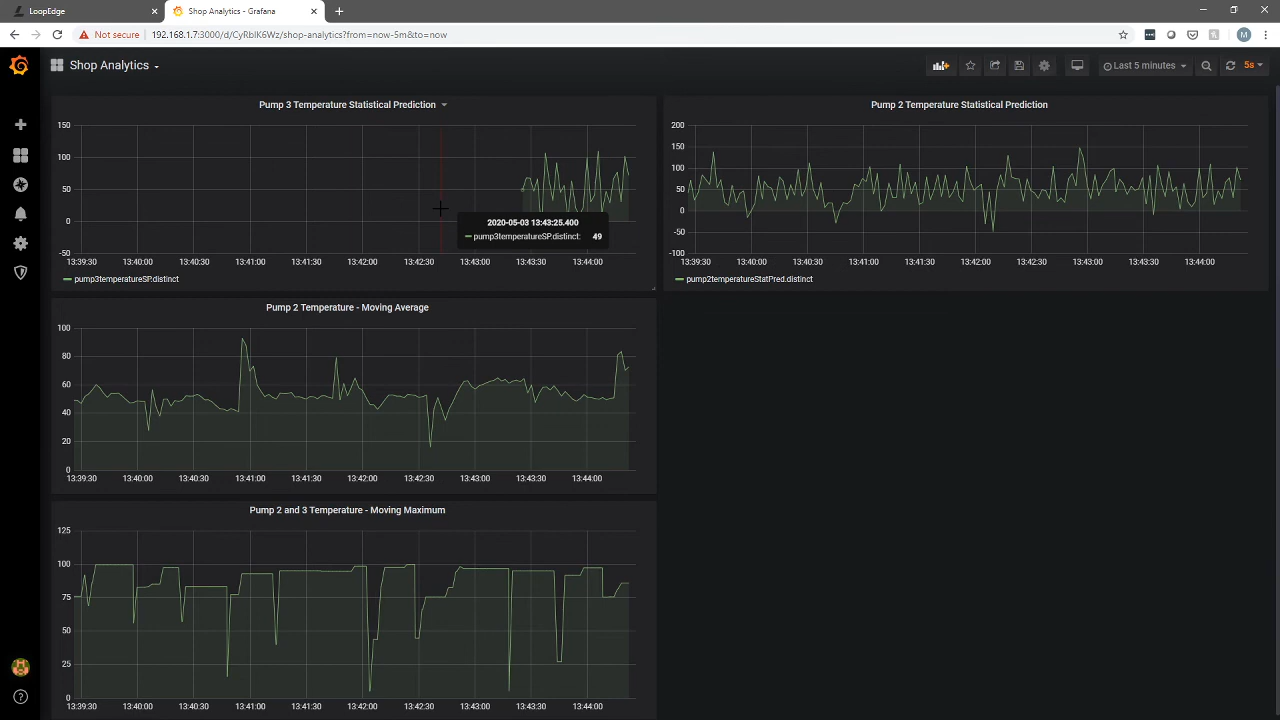 LoopEdge
Shop Analytics - Grafana
Not secure
192.168.1.7:3000/d/CyRbIK6Wz/shop-analytics?from=now-5m&to=now
M
Shop Analytics
Last 5 minutes
5s
Pump 3 Temperature Statistical Prediction
150
100
50
0
-50
13:39:30 13:40:00 13:40:30 13:41:00 13:41:30 13:42:00 13:42:30 13:43:00 13:43:30 13:44:00
pump3temperatureSP.distinct
2020-05-03 13:43:25.400
pump3temperatureSP.distinct: 49
Pump 2 Temperature Statistical Prediction
200
150
100
50
0
-50
-100
13:39:30 13:40:00 13:40:30 13:41:00 13:41:30 13:42:00 13:42:30 13:43:00 13:43:30 13:44:00
pump2temperatureStatPred.distinct
Pump 2 Temperature - Moving Average
100
80
60
40
20
0
13:39:30 13:40:00 13:40:30 13:41:00 13:41:30 13:42:00 13:42:30 13:43:00 13:43:30 13:44:00
Pump 2 and 3 Temperature - Moving Maximum
125
100
75
50
25
0
13:39:30 13:40:00 13:40:30 13:41:00 13:41:30 13:42:00 13:42:30 13:43:00 13:43:30 13:44:00